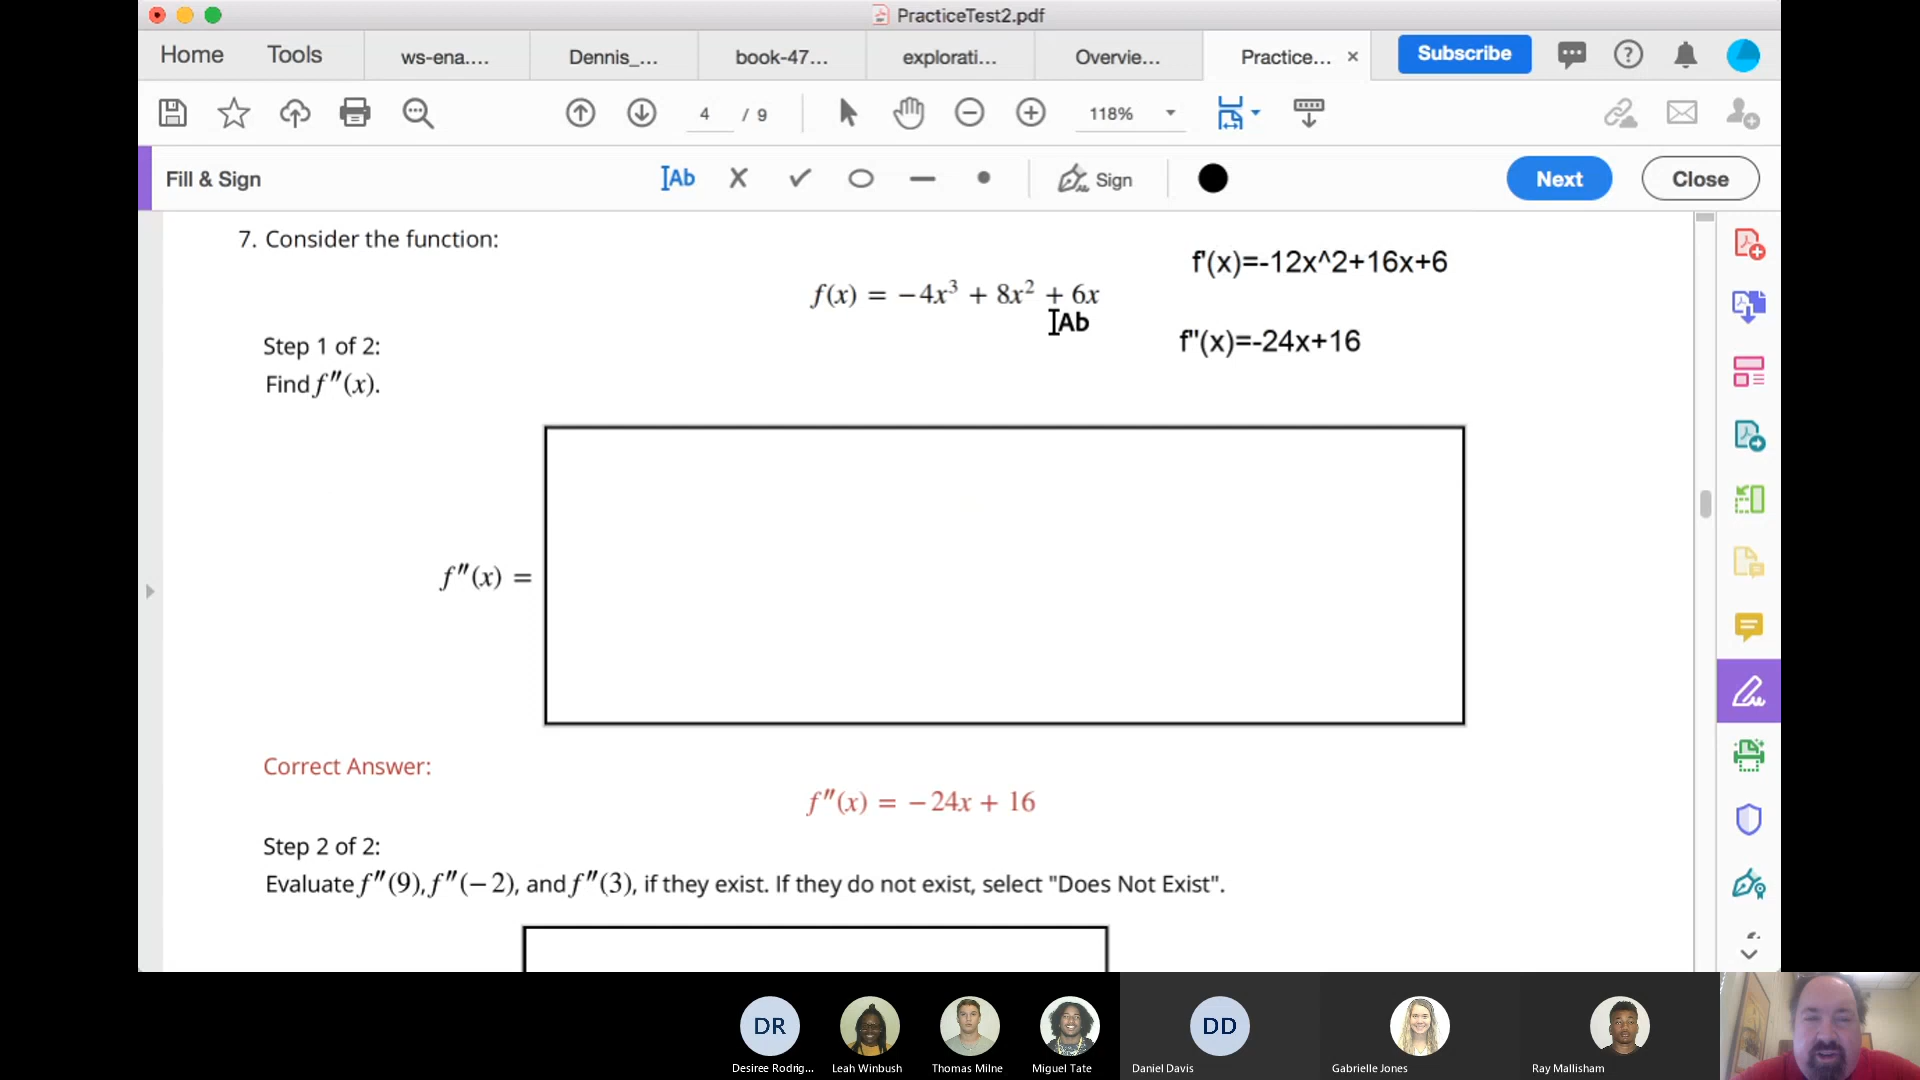 PracticeTest2.pdf
Home Tools ws-ena.... Dennis_... book-47... explorati... Overvie... Practice... × Subscribe
4 / 9 118%
Fill & Sign Ab Sign Next Close
7. Consider the function:
f'(x)=-12x^2+16x+6
f(x) = −4x³ + 8x² + 6x
Ab
f"(x)=-24x+16
Step 1 of 2:
Find f″(x).
f″(x) =
Correct Answer:
f″(x) = −24x + 16
Step 2 of 2:
Evaluate f″(9), f″(−2), and f″(3), if they exist. If they do not exist, select "Does Not Exist".
DR DD
Desiree Rodrig... Leah Winbush Thomas Milne Miguel Tate Daniel Davis Gabrielle Jones Ray Mallisham